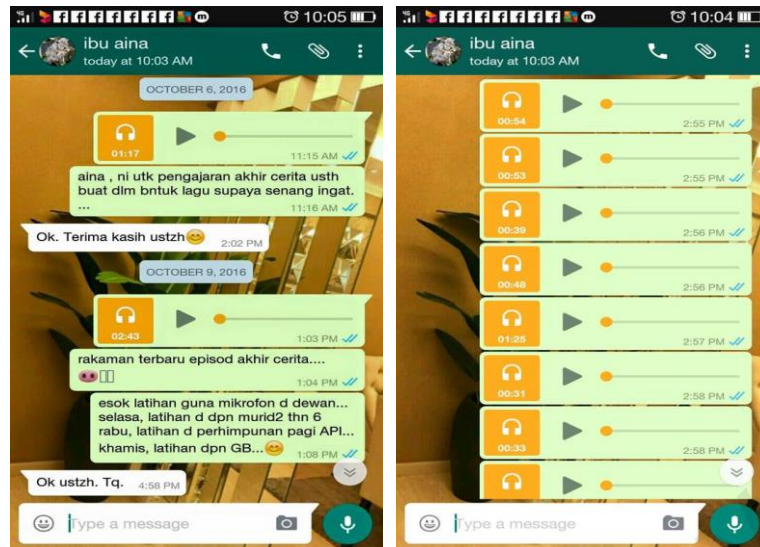 10:05
ibu aina
today at 10:03 AM
OCTOBER 6, 2016
01:17
11:15 AM
aina , ni utk pengajaran akhir cerita usth
buat dlm bntuk lagu supaya senang ingat.
...
11:16 AM
Ok. Terima kasih ustzh😊 2:02 PM
OCTOBER 9, 2016
02:43
1:03 PM
rakaman terbaru episod akhir cerita....
1:04 PM
esok latihan guna mikrofon d dewan...
selasa, latihan d dpn murid2 thn 6
rabu, latihan d perhimpunan pagi API...
khamis, latihan dpn GB...😊 1:08 PM
Ok ustzh. Tq. 4:58 PM
Type a message
10:04
ibu aina
today at 10:03 AM
00:54
2:55 PM
00:53
2:55 PM
00:39
2:56 PM
00:48
2:56 PM
01:25
2:57 PM
00:31
2:58 PM
00:33
2:58 PM
Type a message